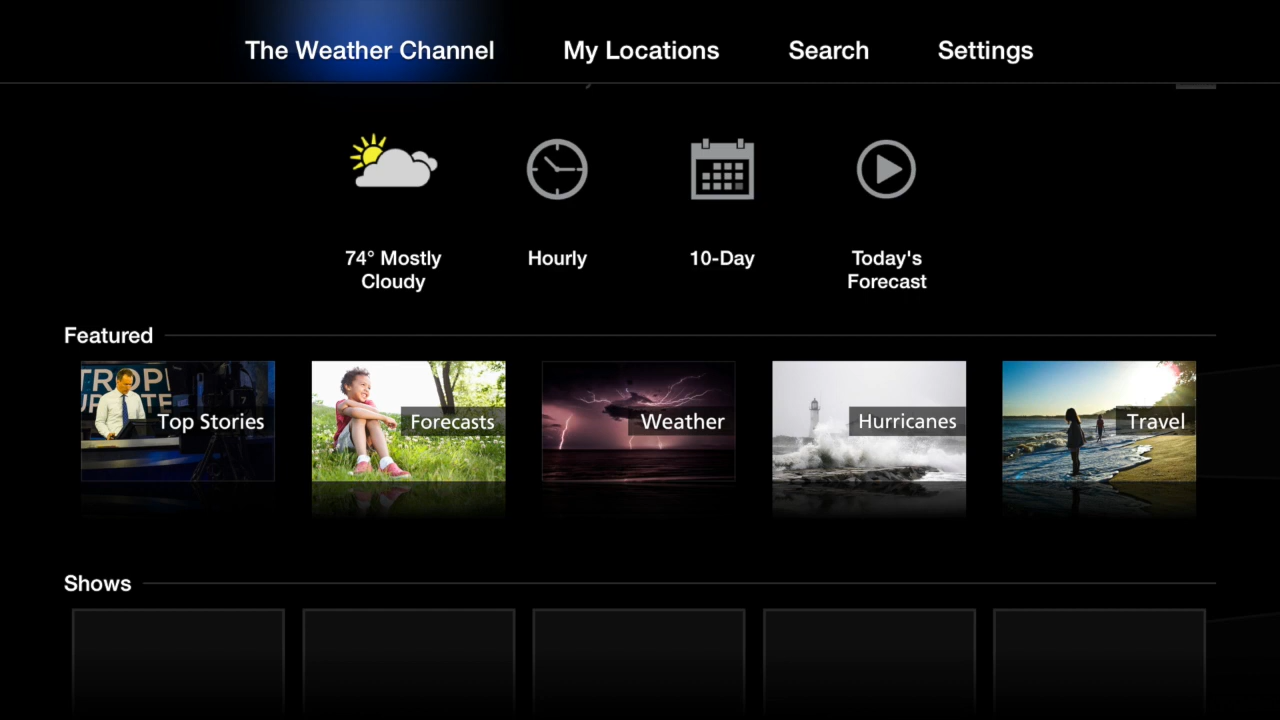 The Weather Channel My Locations Search Settings
74° Mostly
Cloudy
Hourly
10-Day
Today's
Forecast
Featured
Top Stories
Forecasts
Weather
Hurricanes
Travel
Shows